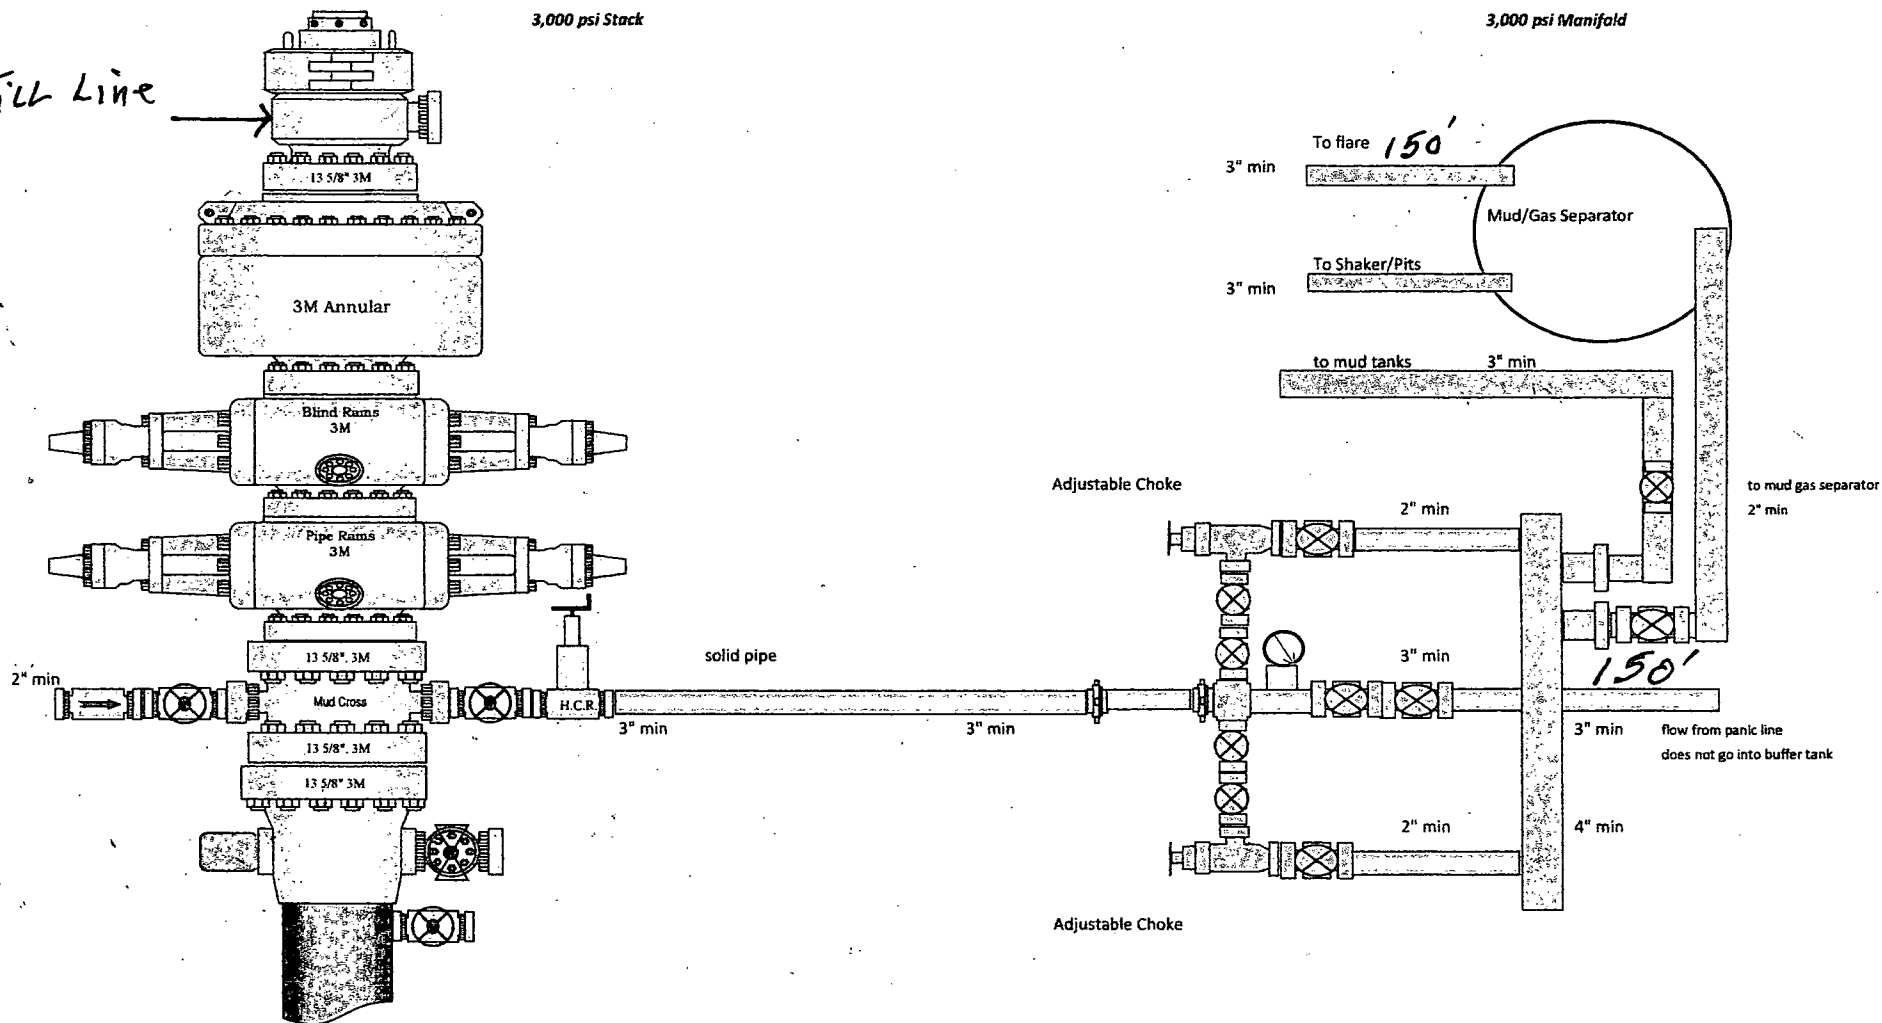 3,000 psi Stack
3,000 psi Manifold
Fill Line
13 5/8" 3M
3M Annular
Blind Rams
3M
Pipe Rams
3M
13 5/8" 3M
2" min
Mud Cross
H.C.R.
13 5/8" 3M
13 5/8" 3M
solid pipe
3" min
3" min
To flare 150'
3" min
Mud/Gas Separator
To Shaker/Pits
3" min
to mud tanks 3" min
Adjustable Choke
2" min
to mud gas separator
2" min
3" min
150'
3" min
flow from panic line
does not go into buffer tank
2" min
4" min
Adjustable Choke